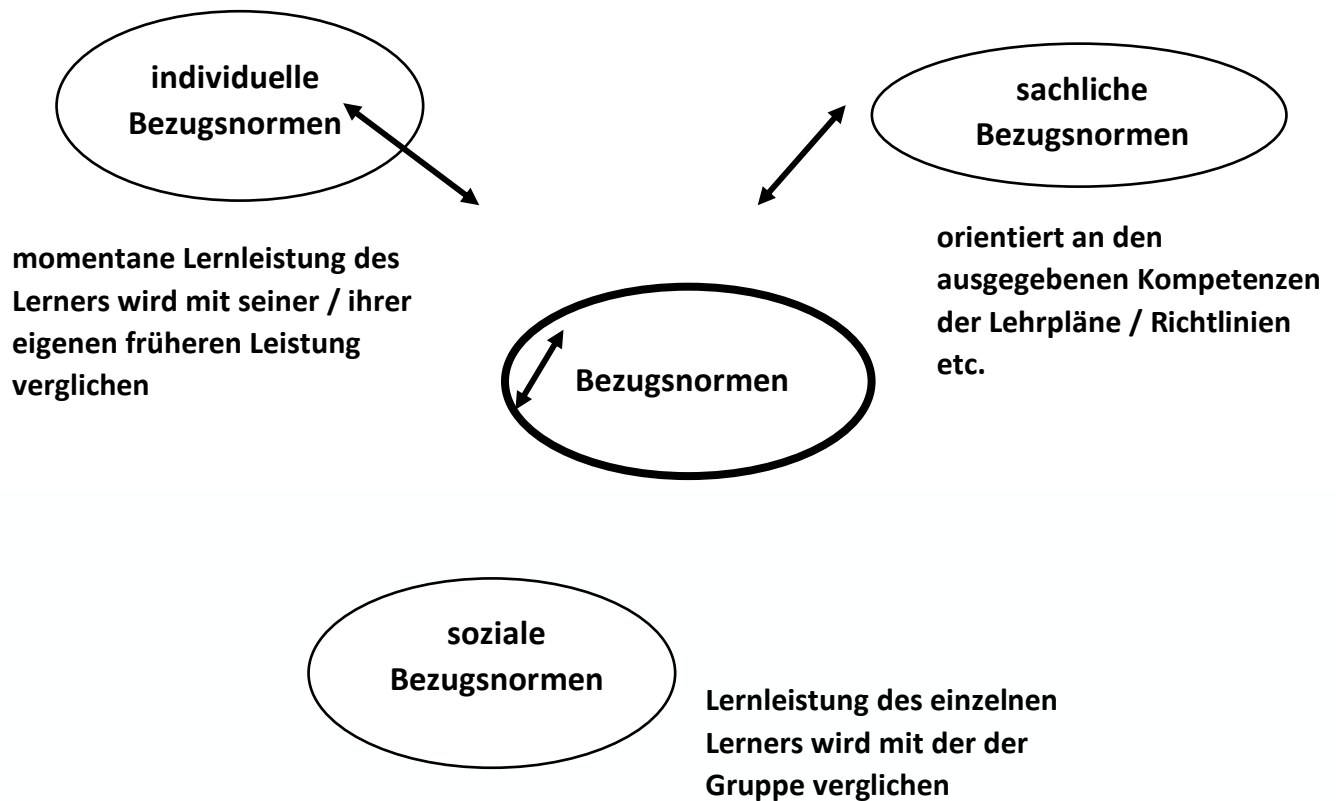 individuelle
Bezugsnormen
sachliche
Bezugsnormen
momentane Lernleistung des
Lerners wird mit seiner / ihrer
eigenen früheren Leistung
verglichen
orientiert an den
ausgegebenen Kompetenzen
der Lehrpläne / Richtlinien
etc.
Bezugsnormen
soziale
Bezugsnormen
Lernleistung des einzelnen
Lerners wird mit der der
Gruppe verglichen